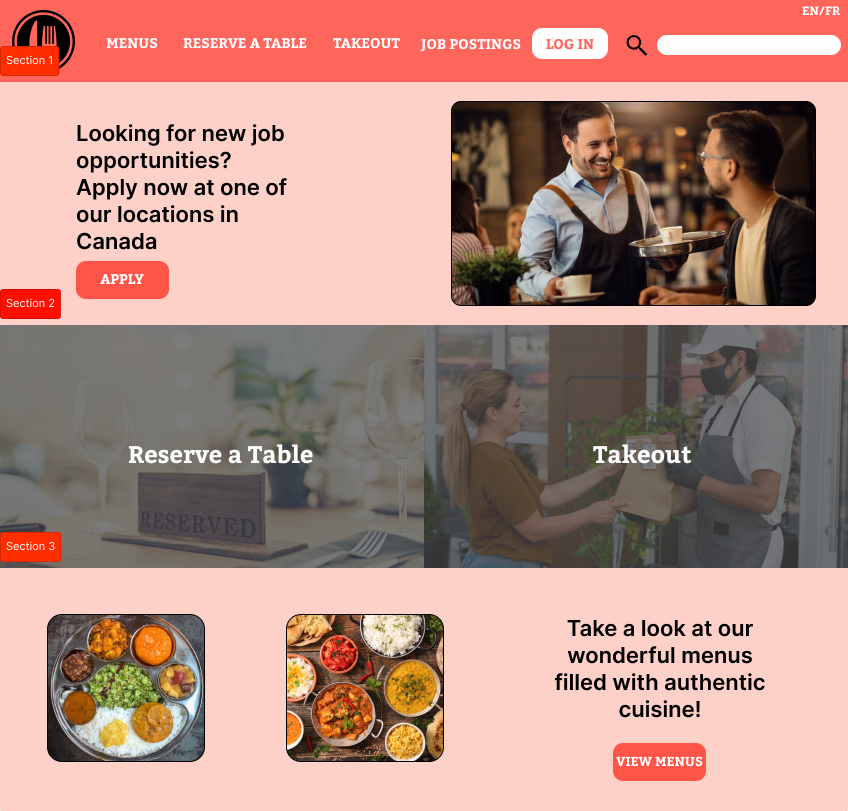 EN/FR
MENUS
RESERVE A TABLE
TAKEOUT
JOB POSTINGS
LOG IN
Section 1
Looking for new job
opportunities?
Apply now at one of
our locations in
Canada
APPLY
Section 2
Reserve a Table
Takeout
RESERVED
Section 3
Take a look at our
wonderful menus
filled with authentic
cuisine!
VIEW MENUS